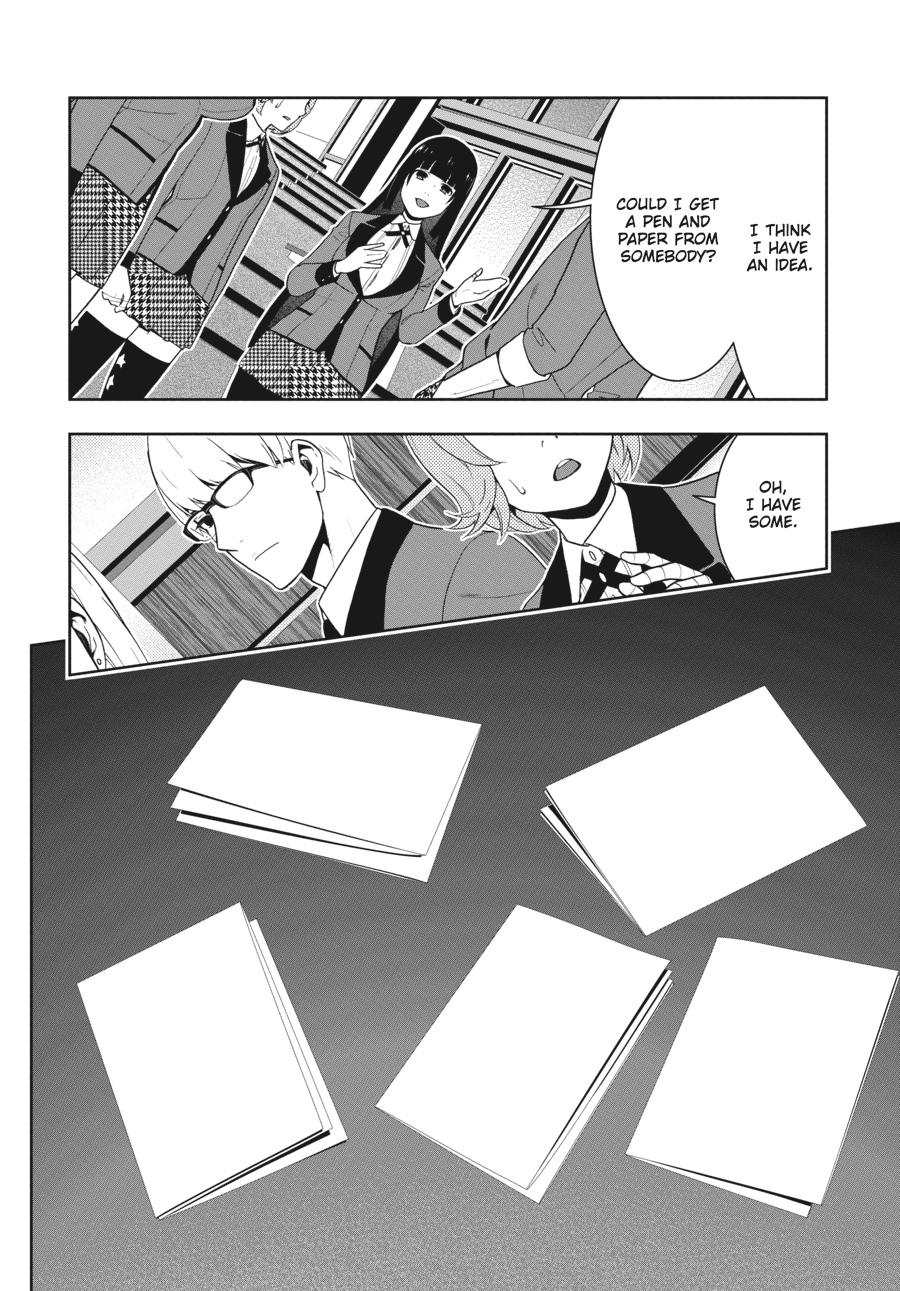 I THINK
I HAVE
AN IDEA.
COULD I GET
A PEN AND
PAPER FROM
SOMEBODY?
OH,
I HAVE
SOME.